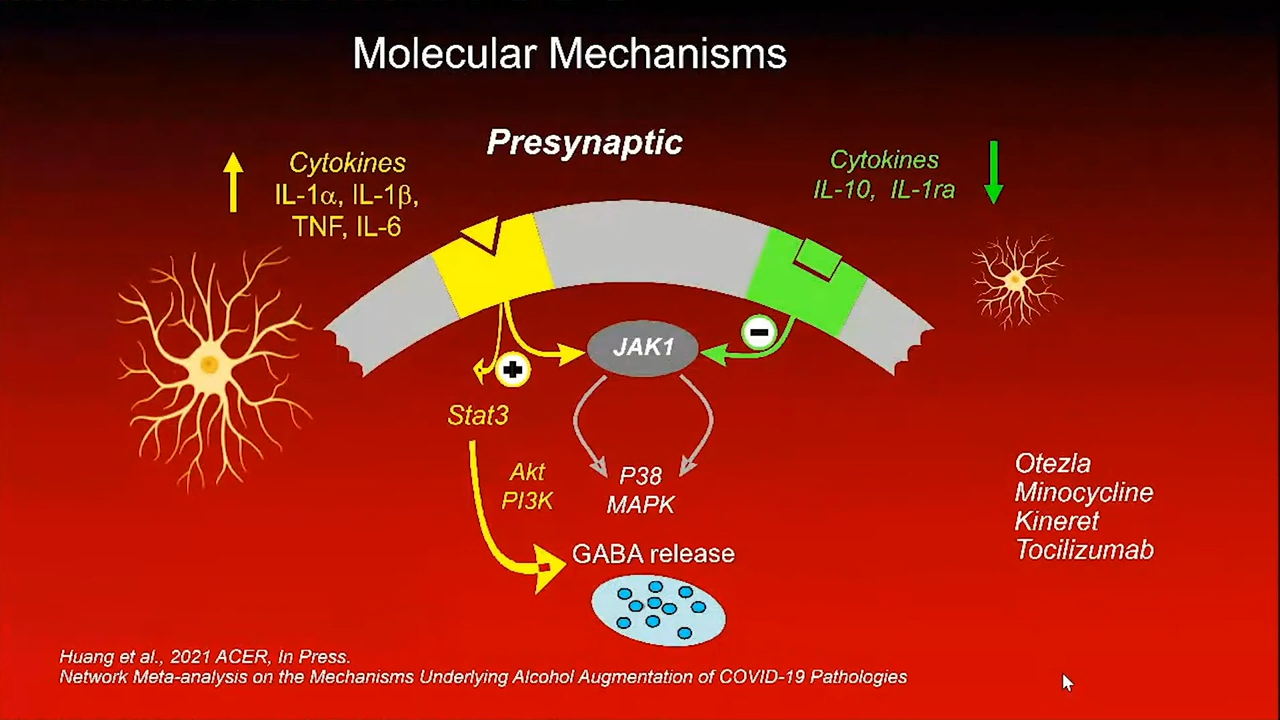 Molecular Mechanisms
Presynaptic
Cytokines
IL-1α, IL-1β,
TNF, IL-6
Cytokines
IL-10, IL-1ra
JAK1
Stat3
Akt
PI3K
P38
MAPK
GABA release
Otezla
Minocycline
Kineret
Tocilizumab
Huang et al., 2021 ACER, In Press.
Network Meta-analysis on the Mechanisms Underlying Alcohol Augmentation of COVID-19 Pathologies